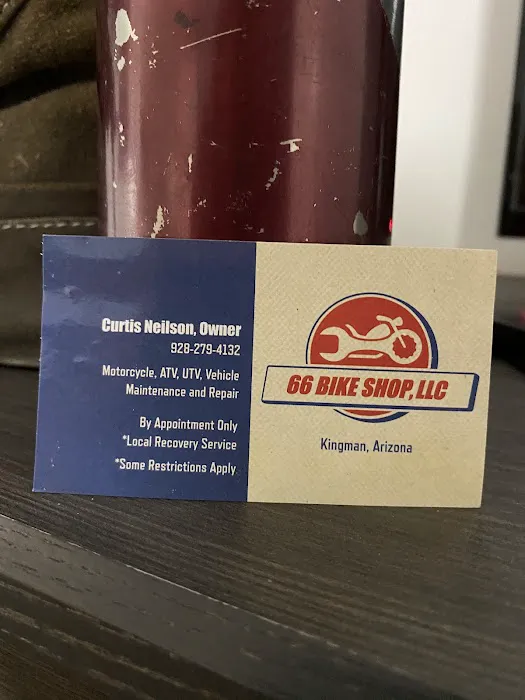 Curtis Neilson, Owner
928-279-4132
Motorcycle, ATV, UTV, Vehicle
Maintenance and Repair
By Appointment Only
*Local Recovery Service
*Some Restrictions Apply
66 BIKE SHOP, LLC
Kingman, Arizona